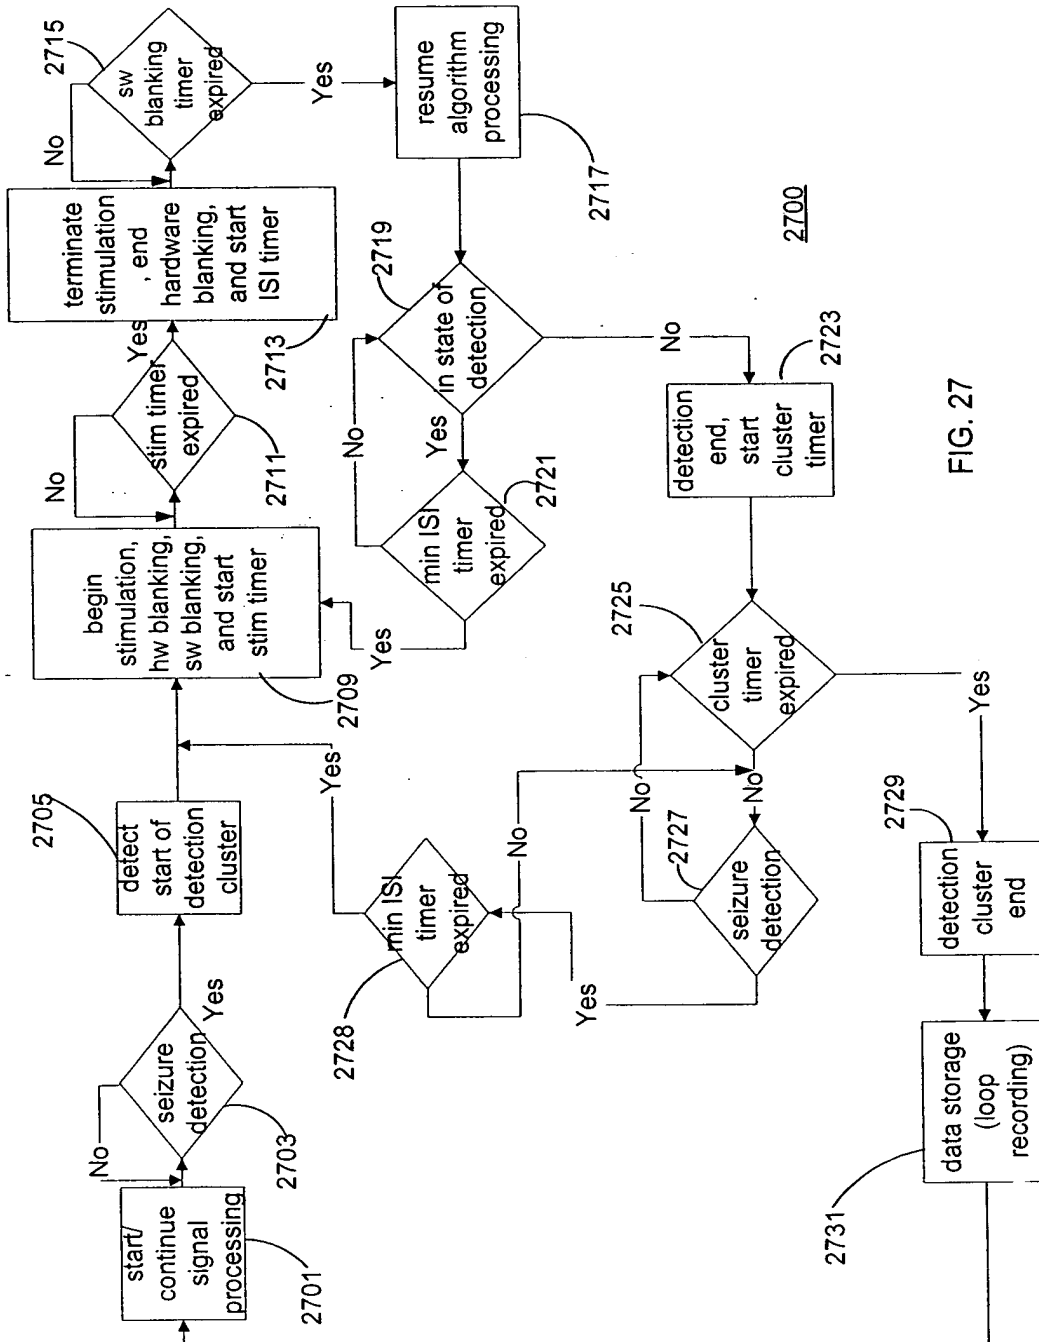 start/
continue
signal
processing
2701
No
seizure
detection
Yes
2703
detect
start of
detection
cluster
2705
begin
stimulation,
hw blanking,
sw blanking,
and start
stim timer
2709
No
stim timer
expired
Yes
2711
terminate
stimulation
, end
hardware
blanking,
and start
ISI timer
2713
No
sw
blanking
timer
expired
2715
Yes
resume
algorithm
processing
2717
in state of
detection
2719
Yes
No
min ISI
timer
expired
2721
Yes
No
detection
end,
start
cluster
timer
2723
cluster
timer
expired
2725
No
seizure
detection
2727
No
Yes
min ISI
timer
expired
2728
Yes
No
Yes
detection
cluster
end
2729
data storage
(loop
recording)
2731
2700
FIG. 27